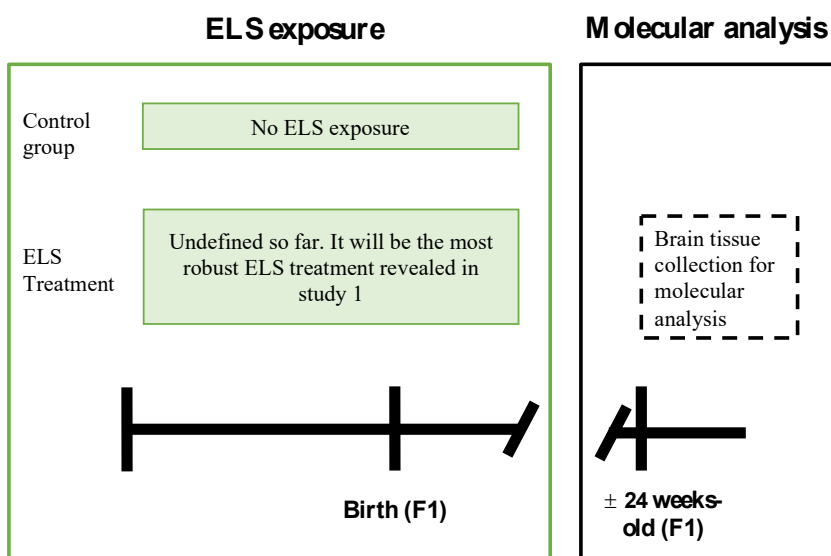 ELS exposure
Molecular analysis
Control
group
No ELS exposure
ELS
Treatment
Undefined so far. It will be the most
robust ELS treatment revealed in
study 1
Brain tissue
collection for
molecular
analysis
Birth (F1)
± 24 weeks-
old (F1)